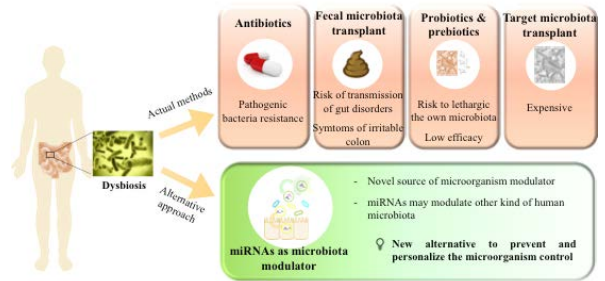 Antibiotics
Pathogenic
bacteria resistance
Fecal microbiota
transplant
Risk of transmission
of gut disorders
Symtoms of irritable
colon
Probiotics &
prebiotics
Risk to lethargic
the own microbiota
Low efficacy
Target microbiota
transplant
Expensive
Actual methods
Dysbiosis
Alternative
approach
miRNAs as microbiota
modulator
- Novel source of microorganism modulator
- miRNAs may modulate other kind of human
microbiota
New alternative to prevent and
personalize the microorganism control